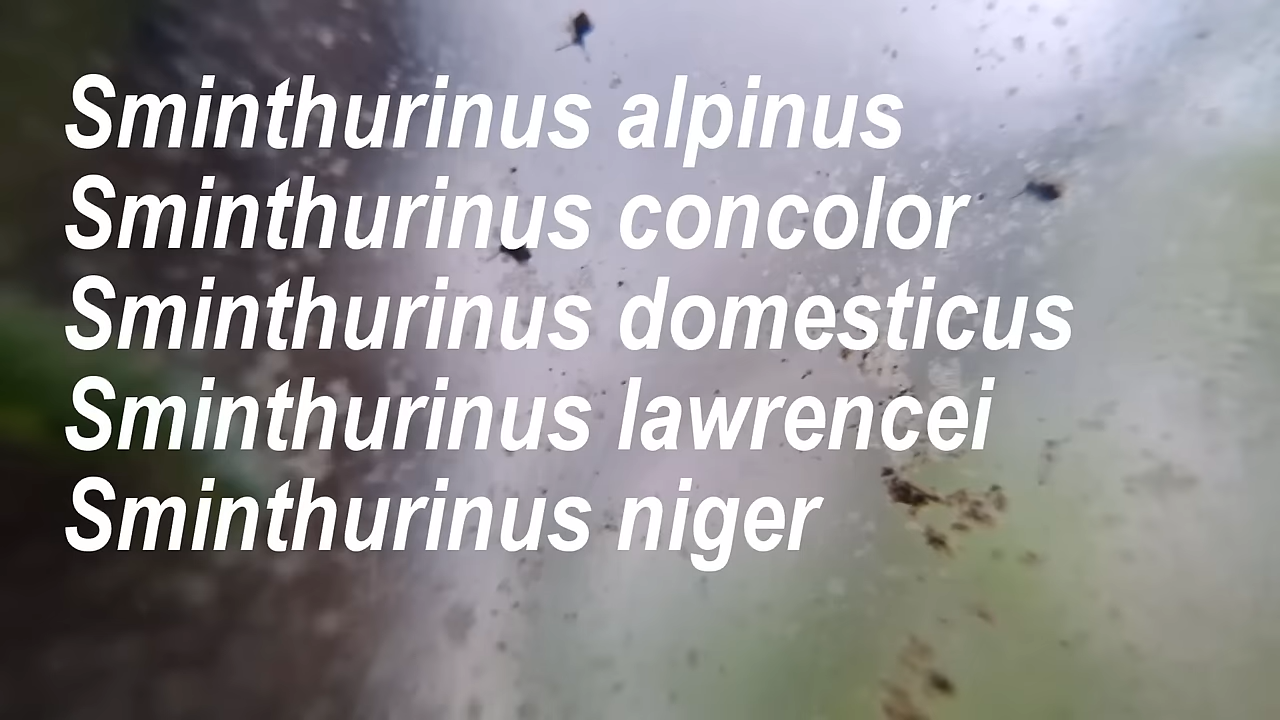 Sminthurinus alpinus
Sminthurinus concolor
Sminthurinus domesticus
Sminthurinus lawrencei
Sminthurinus niger